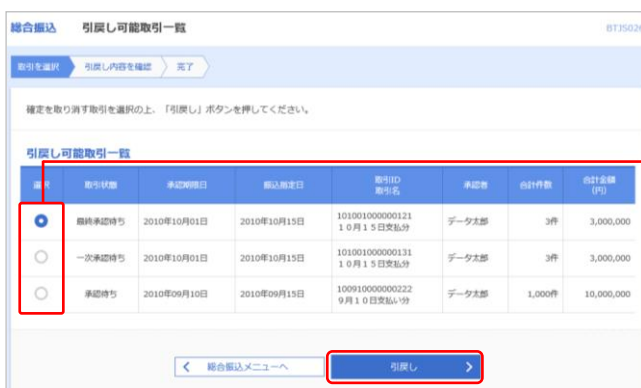 総合振込 引戻し可能取引一覧 BTJS026
取引を選択 引戻し内容を確認 完了
確定を取り消す取引を選択の上、「引戻し」ボタンを押してください。
引戻し可能取引一覧
選択 取引状態 承認期限日 振込指定日 取引ID 取引名 承認者 合計件数 合計金額(円)
最終承認待ち 2010年10月01日 2010年10月15日 101001000000121 10月15日支払分 データ太郎 3件 3,000,000
一次承認待ち 2010年10月01日 2010年10月15日 101001000000131 10月15日支払分 データ太郎 3件 3,000,000
承認待ち 2010年09月10日 2010年09月15日 100910000000222 9月10日支払い分 データ太郎 1,000件 10,000,000
総合振込メニューへ 引戻し